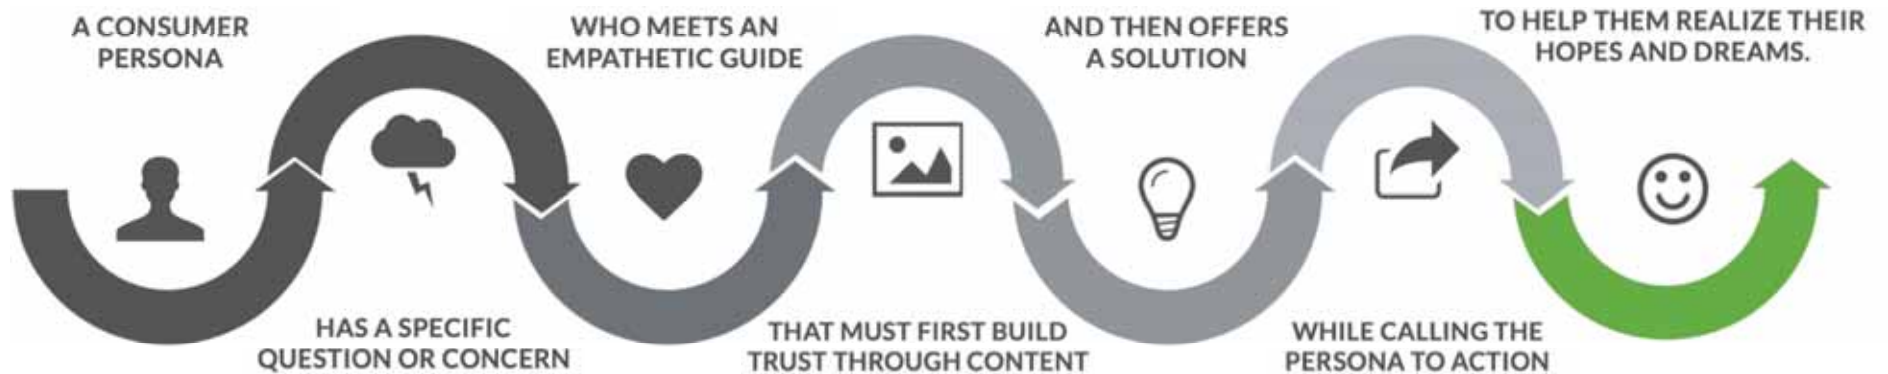 A CONSUMER
PERSONA
HAS A SPECIFIC
QUESTION OR CONCERN
WHO MEETS AN
EMPATHETIC GUIDE
THAT MUST FIRST BUILD
TRUST THROUGH CONTENT
AND THEN OFFERS
A SOLUTION
WHILE CALLING THE
PERSONA TO ACTION
TO HELP THEM REALIZE THEIR
HOPES AND DREAMS.